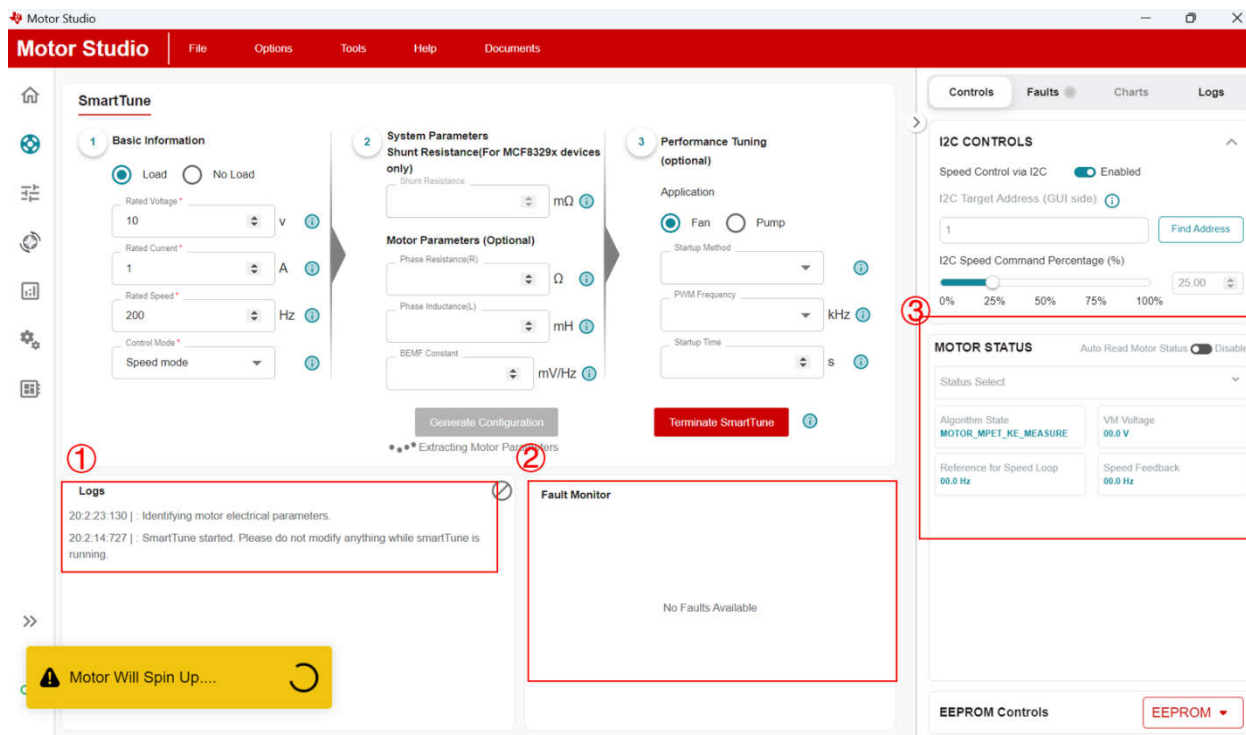 Motor Studio
Motor Studio
File
Options
Tools
Help
Documents
SmartTune
1
Basic Information
Load
No Load
Rated Voltage *
10
v
Rated Current *
1
A
Rated Speed *
200
Hz
Control Mode *
Speed mode
2
System Parameters
Shunt Resistance(For MCF8329x devices
only)
Shunt Resistance
mΩ
Motor Parameters (Optional)
Phase Resistance(R)
Ω
Phase Inductance(L)
mH
BEMF Constant
mV/Hz
3
Performance Tuning
(optional)
Application
Fan
Pump
Startup Method
PWM Frequency
kHz
Startup Time
s
Generate Configuration
Extracting Motor Parameters
Terminate SmartTune
①
Logs
20:2:23:130 | : Identifying motor electrical parameters.
20:2:14:727 | : SmartTune started. Please do not modify anything while smartTune is
running.
②
Fault Monitor
No Faults Available
Motor Will Spin Up....
Controls
Faults
Charts
Logs
I2C CONTROLS
Speed Control via I2C
Enabled
I2C Target Address (GUI side)
1
Find Address
I2C Speed Command Percentage (%)
25.00
0%
25%
50%
75%
100%
③
MOTOR STATUS
Auto Read Motor Status
Disable
Status Select
Algorithm State
MOTOR_MPET_KE_MEASURE
VM Voltage
00.0 V
Reference for Speed Loop
00.0 Hz
Speed Feedback
00.0 Hz
EEPROM Controls
EEPROM